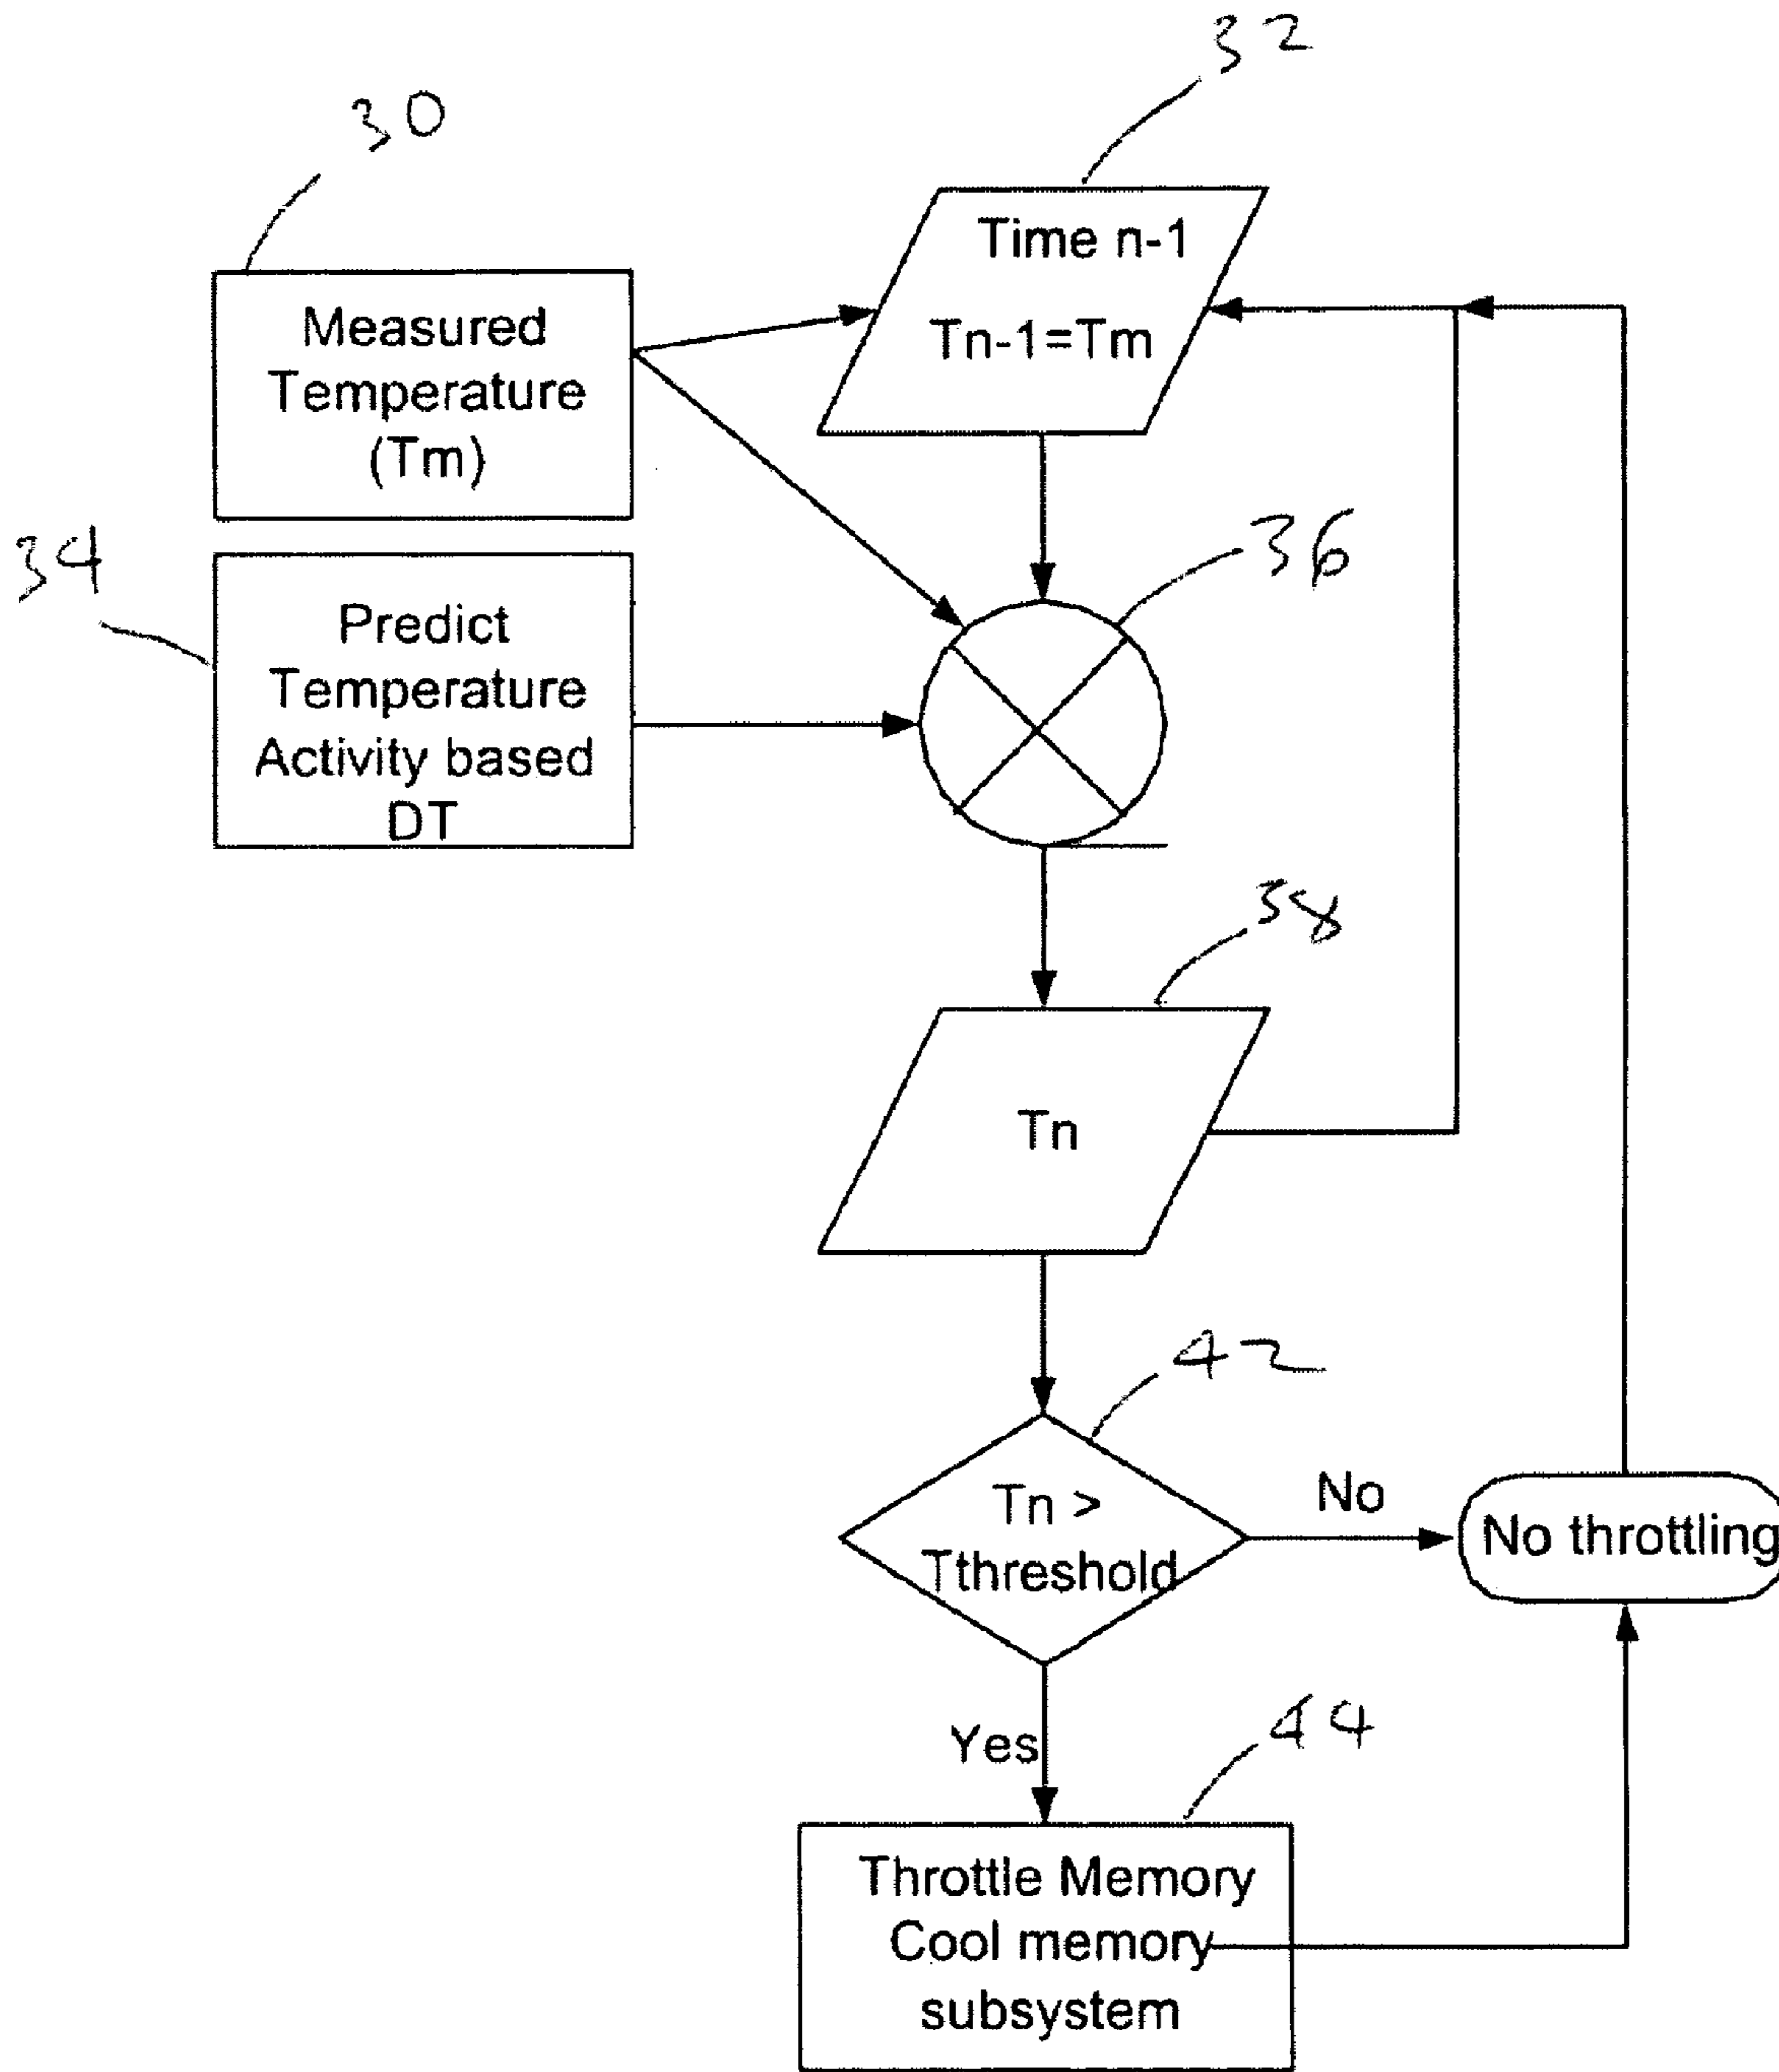 32
30
Time n-1
Tn-1=Tm
Measured
Temperature
(Tm)
34
36
Predict
Temperature
Activity based
DT
38
Tn
42
Tn >
Tthreshold
No
No throttling
Yes
44
Throttle Memory
Cool memory
subsystem